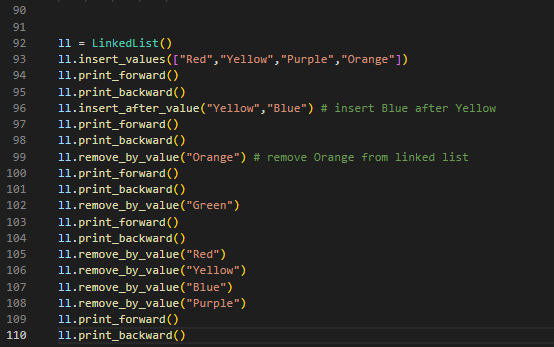 90
91
92 ll = LinkedList()
93 ll.insert_values(["Red","Yellow","Purple","Orange"])
94 ll.print_forward()
95 ll.print_backward()
96 ll.insert_after_value("Yellow","Blue") # insert Blue after Yellow
97 ll.print_forward()
98 ll.print_backward()
99 ll.remove_by_value("Orange") # remove Orange from linked list
100 ll.print_forward()
101 ll.print_backward()
102 ll.remove_by_value("Green")
103 ll.print_forward()
104 ll.print_backward()
105 ll.remove_by_value("Red")
106 ll.remove_by_value("Yellow")
107 ll.remove_by_value("Blue")
108 ll.remove_by_value("Purple")
109 ll.print_forward()
110 ll.print_backward()